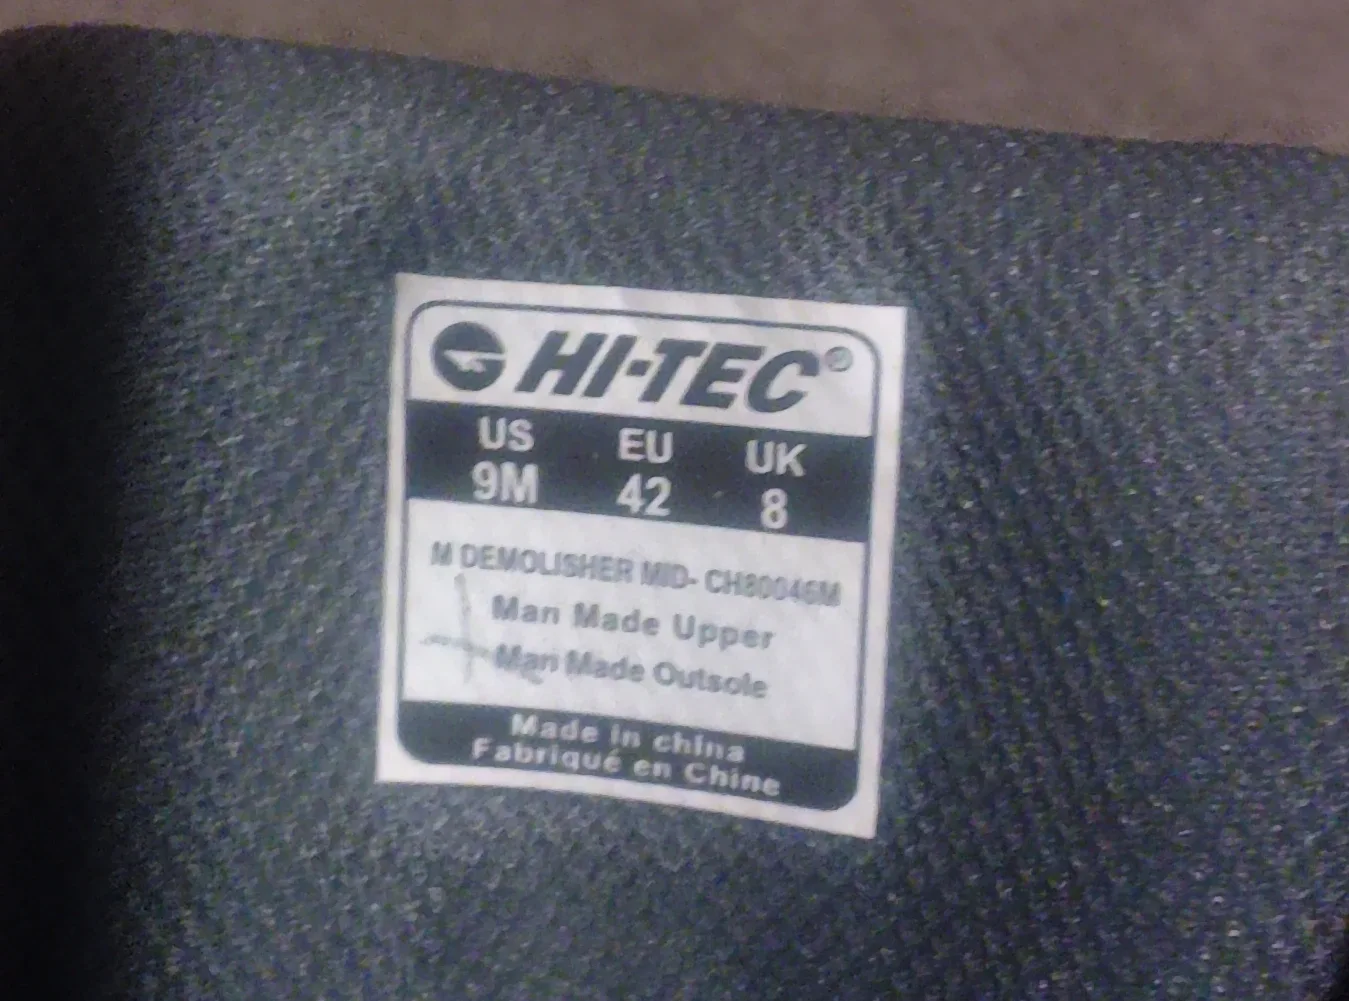 HI-TEC®
US EU UK
9M 42 8
M DEMOLISHER MID- CH80046M
Man Made Upper
Man Made Outsole
Made in china
Fabriqué en Chine